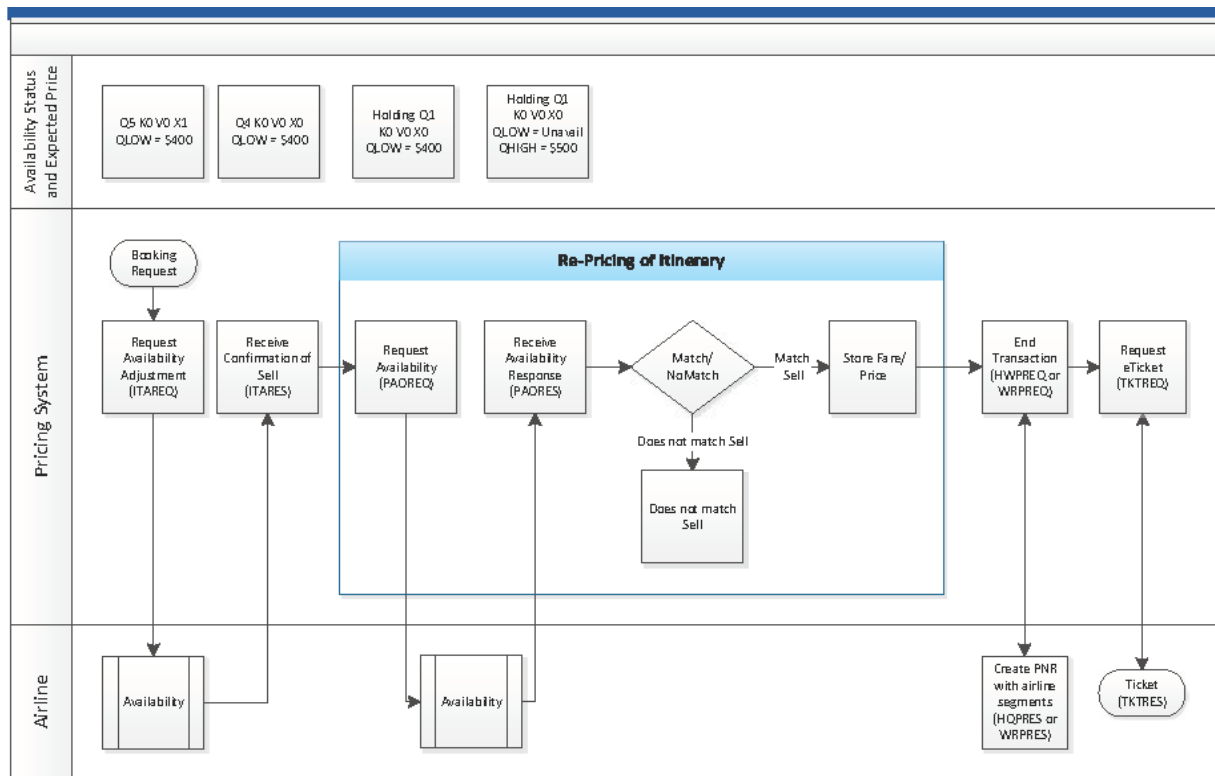 Availability Status
and Expected Price
Q5 K0 V0 X1
QLOW = $400
Q4 K0 V0 X0
QLOW = $400
Holding Q1
K0 V0 X0
QLOW = $400
Holding Q1
K0 V0 X0
QLOW = Unavail
QHIGH = $500
Pricing System
Booking
Request
Re-Pricing of Itinerary
Request
Availability
Adjustment
(ITAREQ)
Receive
Confirmation of
Sell
(ITARES)
Request
Availability
(PAOREQ)
Receive
Availability
Response
(PAORES)
Match/
NoMatch
Match
Sell
Store Fare/
Price
End
Transaction
(HWPREQ or
WRPREQ)
Request
eTicket
(TKTREQ)
Does not match Sell
Does not match
Sell
Airline
Availability
Availability
Create PNR
with airline
segments
(HQPRES or
WRPRES)
Ticket
(TKTRES)